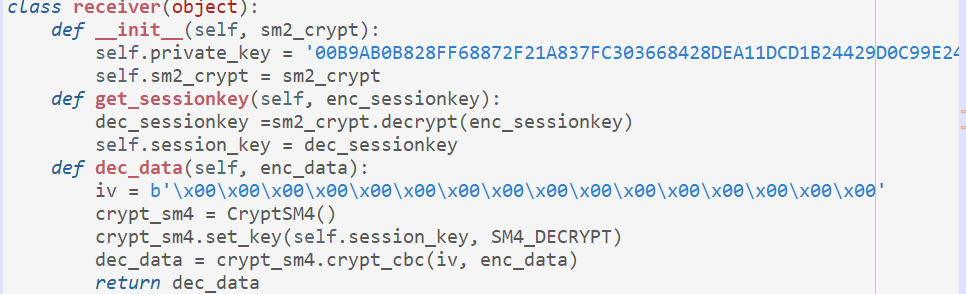 class receiver(object):
    def __init__(self, sm2_crypt):
        self.private_key = '00B9AB0B828FF68872F21A837FC303668428DEA11DCD1B24429D0C99E24
        self.sm2_crypt = sm2_crypt
    def get_sessionkey(self, enc_sessionkey):
        dec_sessionkey =sm2_crypt.decrypt(enc_sessionkey)
        self.session_key = dec_sessionkey
    def dec_data(self, enc_data):
        iv = b'\x00\x00\x00\x00\x00\x00\x00\x00\x00\x00\x00\x00\x00\x00\x00\x00'
        crypt_sm4 = CryptSM4()
        crypt_sm4.set_key(self.session_key, SM4_DECRYPT)
        dec_data = crypt_sm4.crypt_cbc(iv, enc_data)
        return dec_data